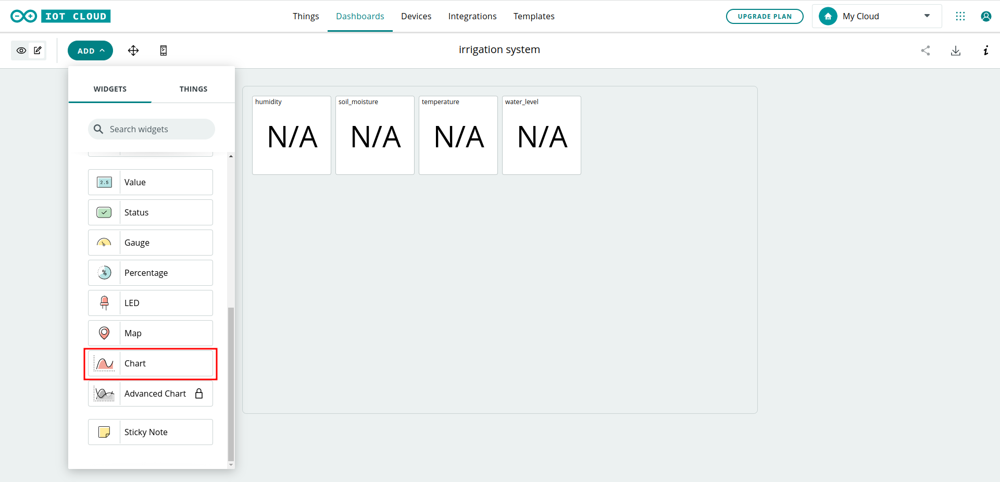 IOT CLOUD
Things Dashboards Devices Integrations Templates
UPGRADE PLAN
My Cloud
ADD
irrigation system
i
WIDGETS THINGS
Search widgets
2.5 Value
Status
Gauge
% Percentage
LED
Map
Chart
Advanced Chart
Sticky Note
humidity
N/A
soil_moisture
N/A
temperature
N/A
water_level
N/A